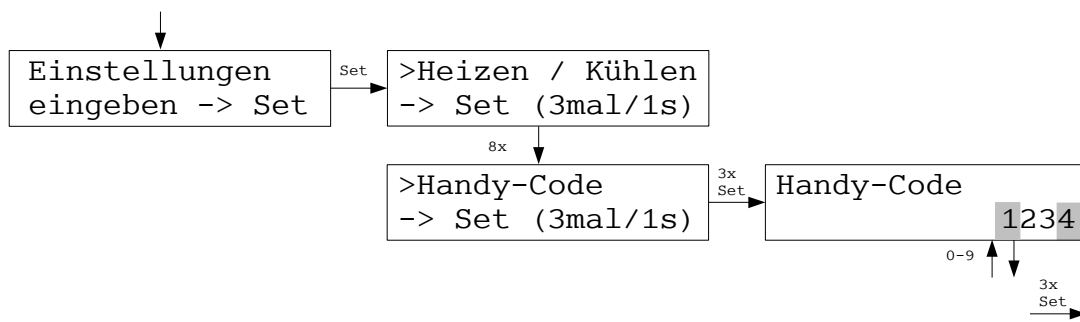 Einstellungen
eingeben -> Set
Set
>Heizen / Kühlen
-> Set (3mal/1s)
8x
>Handy-Code
-> Set (3mal/1s)
3x
Set
Handy-Code
1234
0-9
3x
Set